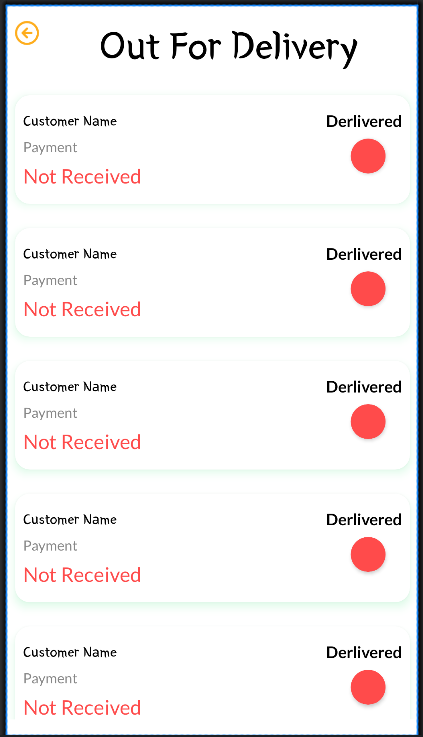 Out For Delivery
Customer Name
Derlivered
Payment
Not Received
Customer Name
Derlivered
Payment
Not Received
Customer Name
Derlivered
Payment
Not Received
Customer Name
Derlivered
Payment
Not Received
Customer Name
Derlivered
Payment
Not Received